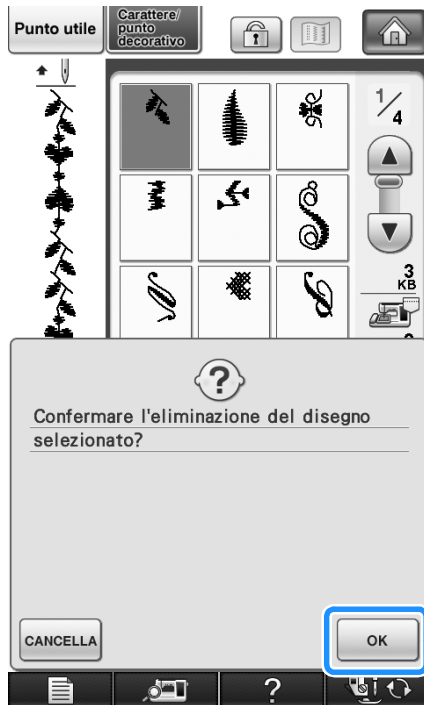 Punto utile
Carattere/
punto
decorativo
1/4
3
KB
Confermare l'eliminazione del disegno
selezionato?
CANCELLA
OK
?